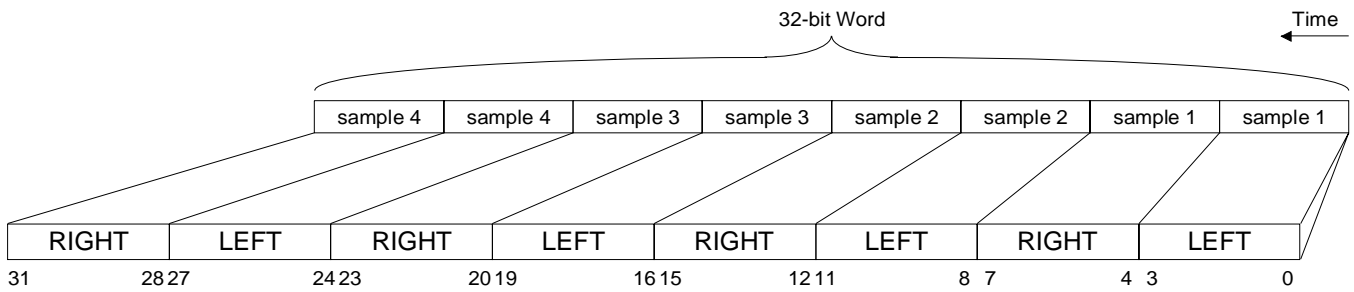 32-bit Word Time
sample 4 sample 4 sample 3 sample 3 sample 2 sample 2 sample 1 sample 1
RIGHT LEFT RIGHT LEFT RIGHT LEFT RIGHT LEFT
31 28 27 24 23 20 19 16 15 12 11 8 7 4 3 0